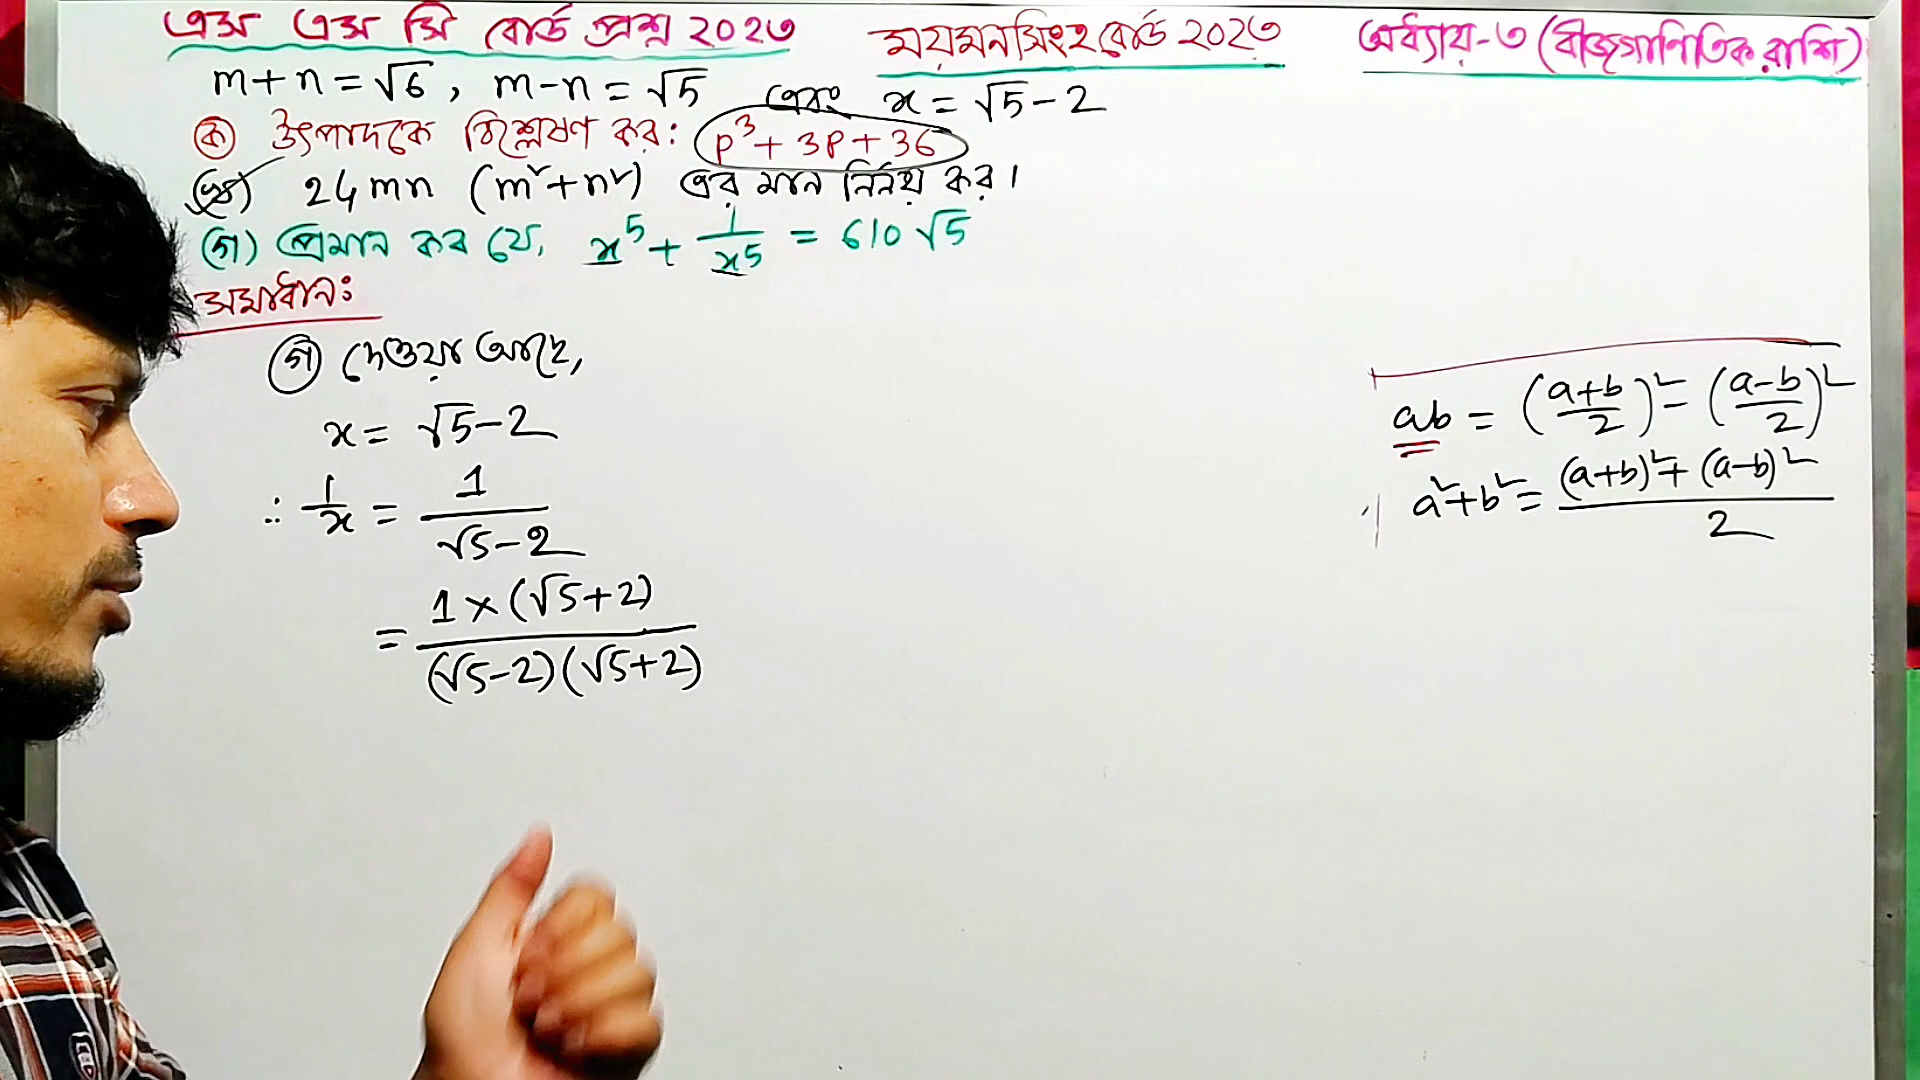 এস এস সি বোর্ড প্রশ্ন ২০২৩ ময়মনসিংহ বোর্ড ২০২৩ অধ্যায়-৩ (বীজগাণিতিক রাশি)
m+n=√6, m-n=√5 এবং x=√5-2
ক উৎপাদকে বিশ্লেষণ কর: p³+3p+36
(খ) 24mn (m²+n²) এর মান নির্নয় কর।
(গ) প্রমান কর যে, x⁵+1/x⁵ = 610√5
সমাধান:
গ দেওয়া আছে,
x = √5-2
∴ 1/x = 1/(√5-2)
= 1×(√5+2)/(√5-2)(√5+2)
ab = ((a+b)/2)² - ((a-b)/2)²
a²+b² = ((a+b)²+(a-b)²)/2